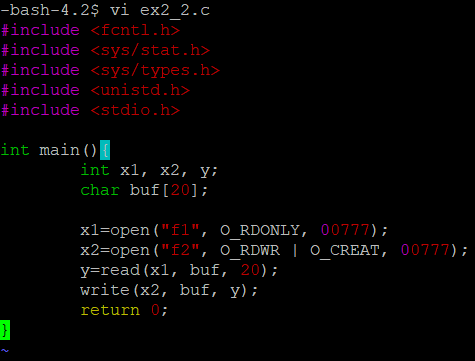 -bash-4.2$ vi ex2_2.c
#include <fcntl.h>
#include <sys/stat.h>
#include <sys/types.h>
#include <unistd.h>
#include <stdio.h>
int main(){
int x1, x2, y;
char buf[20];
x1=open("f1", O_RDONLY, 00777);
x2=open("f2", O_RDWR | O_CREAT, 00777);
y=read(x1, buf, 20);
write(x2, buf, y);
return 0;
}
~